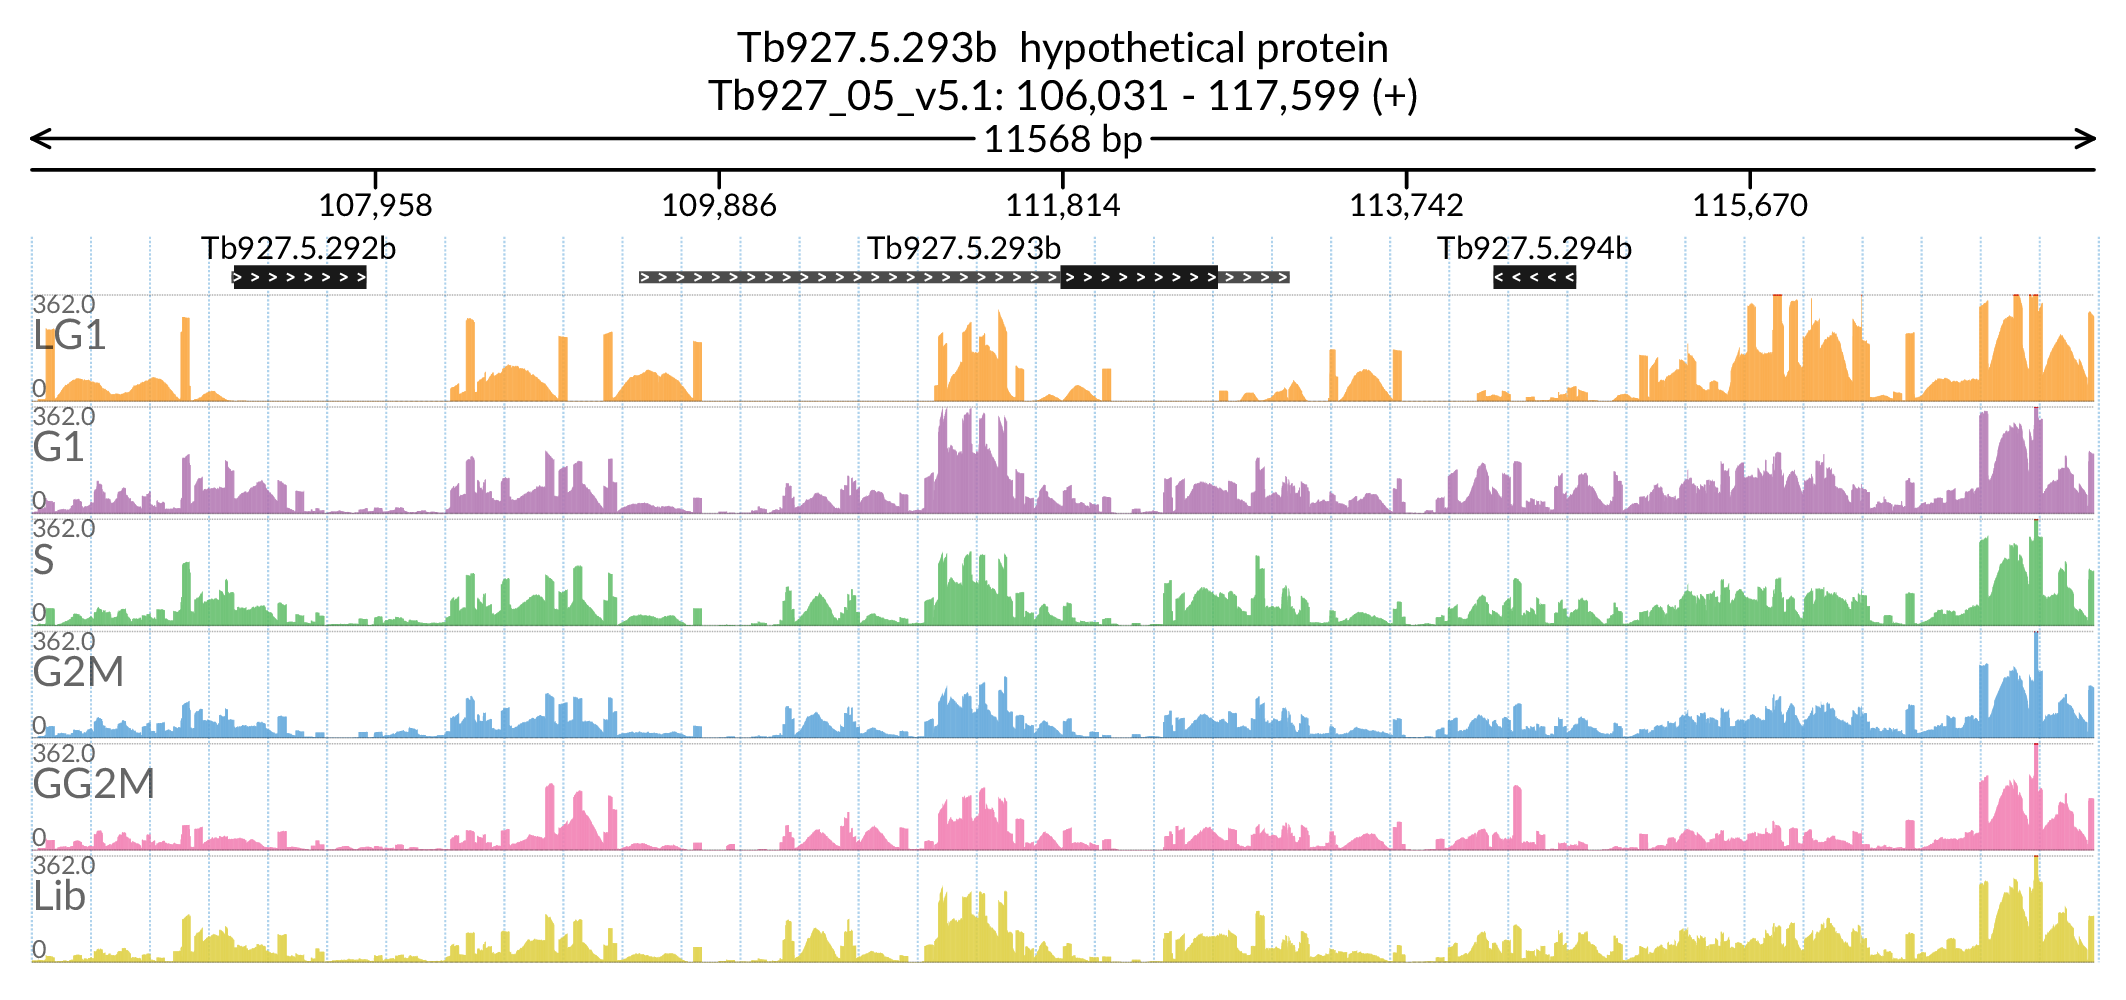 Tb927.5.293b  hypothetical protein
Tb927_05_v5.1: 106,031 - 117,599 (+)
11568 bp
107,958 109,886 111,814 113,742 115,670
Tb927.5.292b Tb927.5.293b Tb927.5.294b
362.0
LG1
0
362.0
G1
0
362.0
S
0
362.0
G2M
0
362.0
GG2M
0
362.0
Lib
0